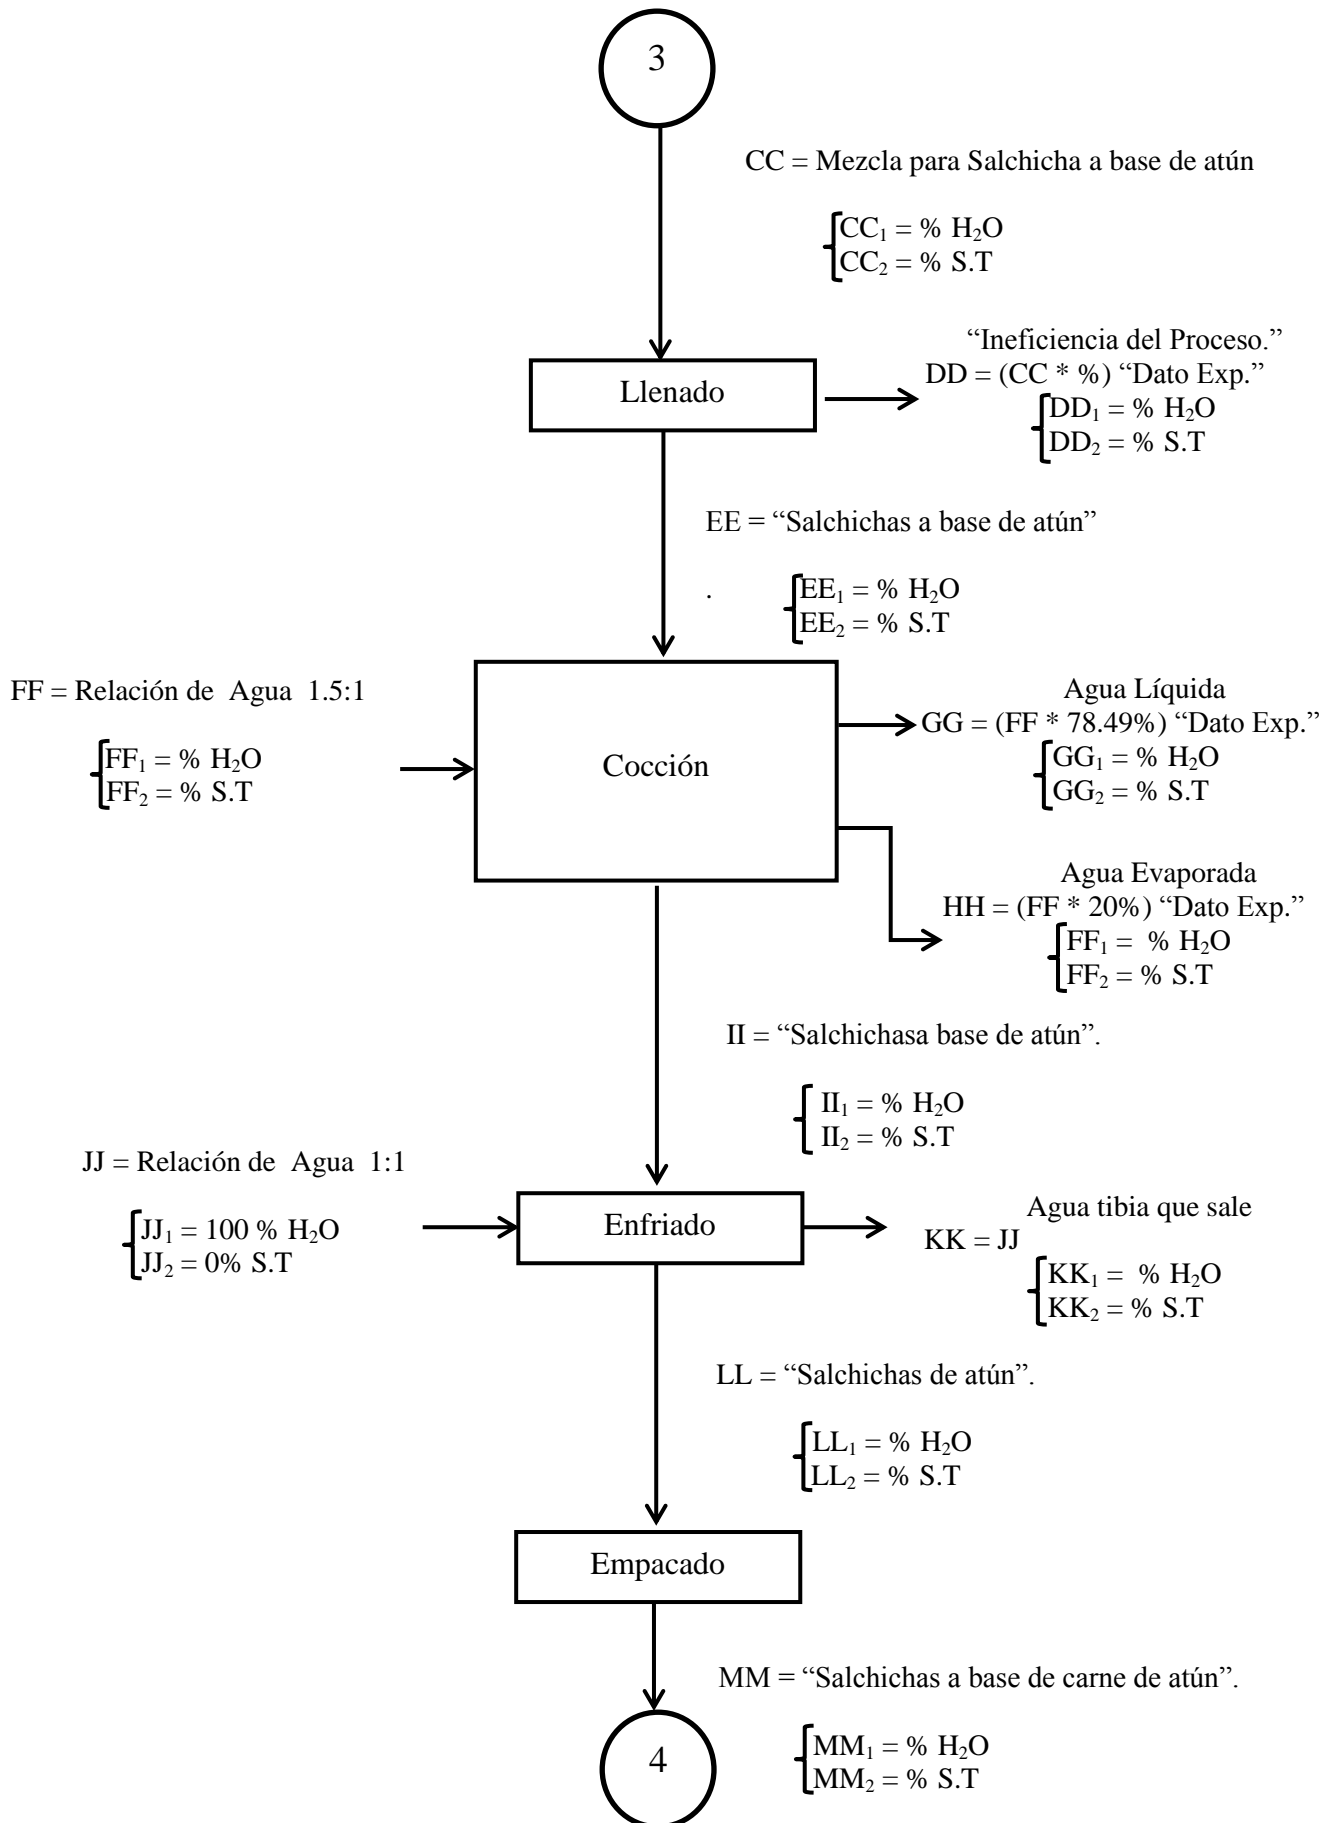 3
CC = Mezcla para Salchicha a base de atún
CC₁ = % H₂O
CC₂ = % S.T
“Ineficiencia del Proceso.”
Llenado
DD = (CC * %) “Dato Exp.”
DD₁ = % H₂O
DD₂ = % S.T
EE = “Salchichas a base de atún”
.
EE₁ = % H₂O
EE₂ = % S.T
FF = Relación de Agua 1.5:1
FF₁ = % H₂O
FF₂ = % S.T
Cocción
Agua Líquida
GG = (FF * 78.49%) “Dato Exp.”
GG₁ = % H₂O
GG₂ = % S.T
Agua Evaporada
HH = (FF * 20%) “Dato Exp.”
FF₁ = % H₂O
FF₂ = % S.T
II = “Salchichasa base de atún”.
II₁ = % H₂O
II₂ = % S.T
JJ = Relación de Agua 1:1
JJ₁ = 100 % H₂O
JJ₂ = 0% S.T
Enfriado
Agua tibia que sale
KK = JJ
KK₁ = % H₂O
KK₂ = % S.T
LL = “Salchichas de atún”.
LL₁ = % H₂O
LL₂ = % S.T
Empacado
MM = “Salchichas a base de carne de atún”.
MM₁ = % H₂O
MM₂ = % S.T
4